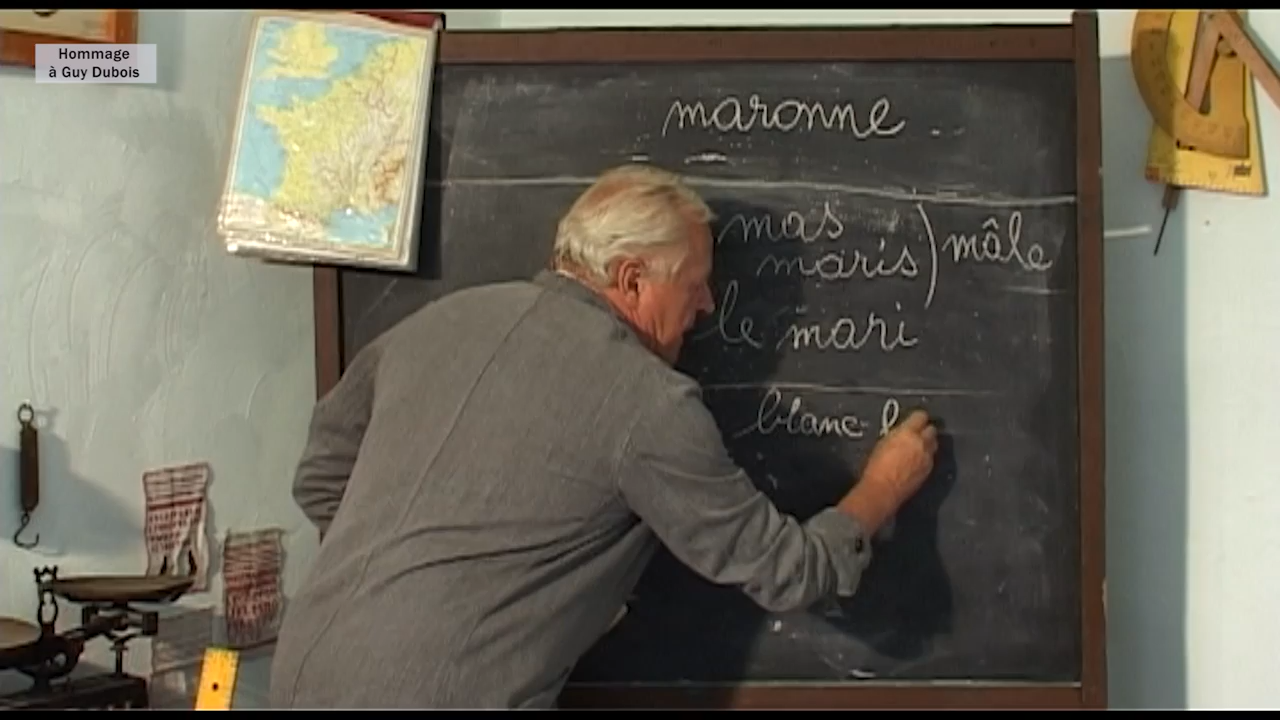 Hommage
à Guy Dubois
maronne.
mas
maris) mâle
le mari
blanc-